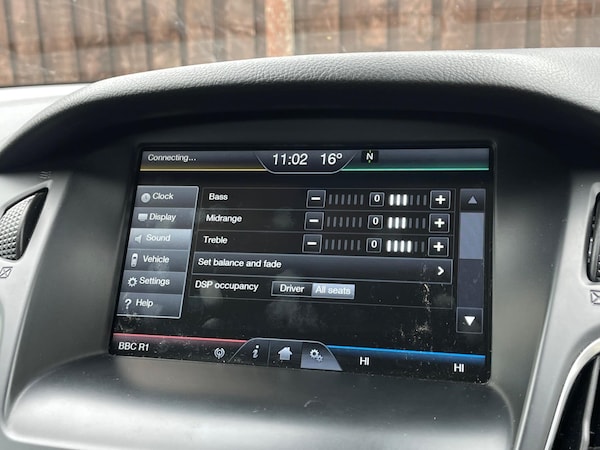 Connecting...
11:02 16° N
Clock
Display
Sound
Vehicle
Settings
? Help
Bass - 0 +
Midrange - 0 +
Treble - 0 +
Set balance and fade >
DSP occupancy Driver All seats
BBC R1
i
HI
HI